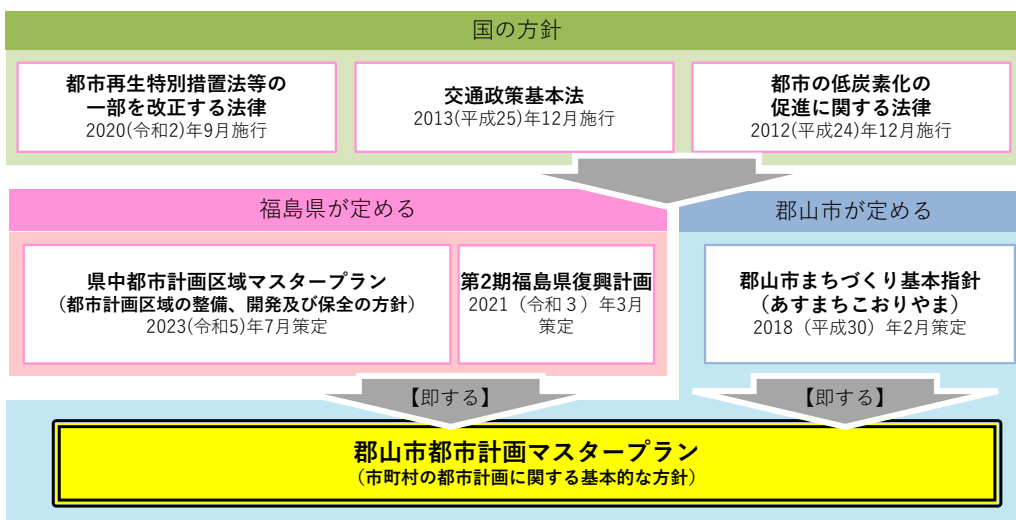 国の方針
都市再生特別措置法等の
一部を改正する法律
2020(令和2)年9月施行
交通政策基本法
2013(平成25)年12月施行
都市の低炭素化の
促進に関する法律
2012(平成24)年12月施行
福島県が定める
県中都市計画区域マスタープラン
（都市計画区域の整備、開発及び保全の方針）
2023(令和5)年7月策定
第2期福島県復興計画
2021（令和３）年3月
策定
郡山市が定める
郡山市まちづくり基本指針
（あすまちこおりやま）
2018（平成30）年2月策定
【即する】
【即する】
郡山市都市計画マスタープラン
（市町村の都市計画に関する基本的な方針）